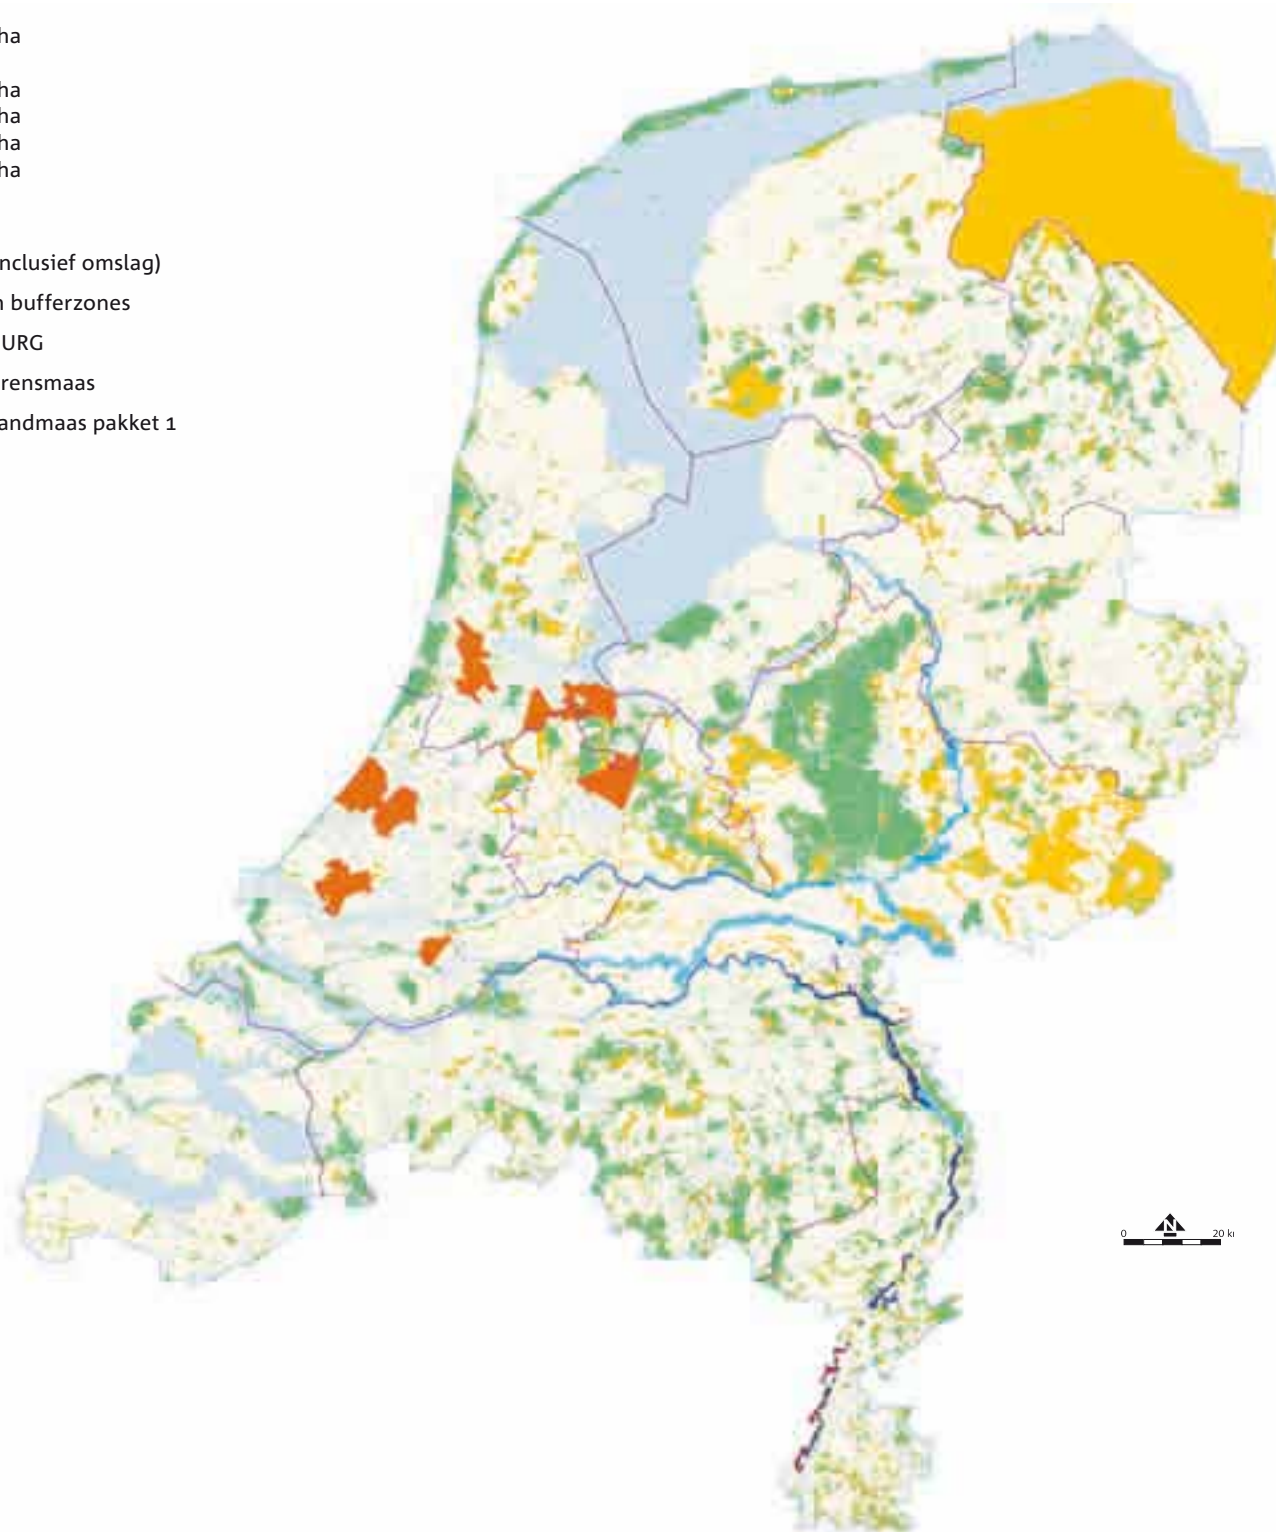 ha
ha
ha
ha
ha
nclusief omslag)
bufferzones
URG
rensmaas
andmaas pakket 1
N
0 20